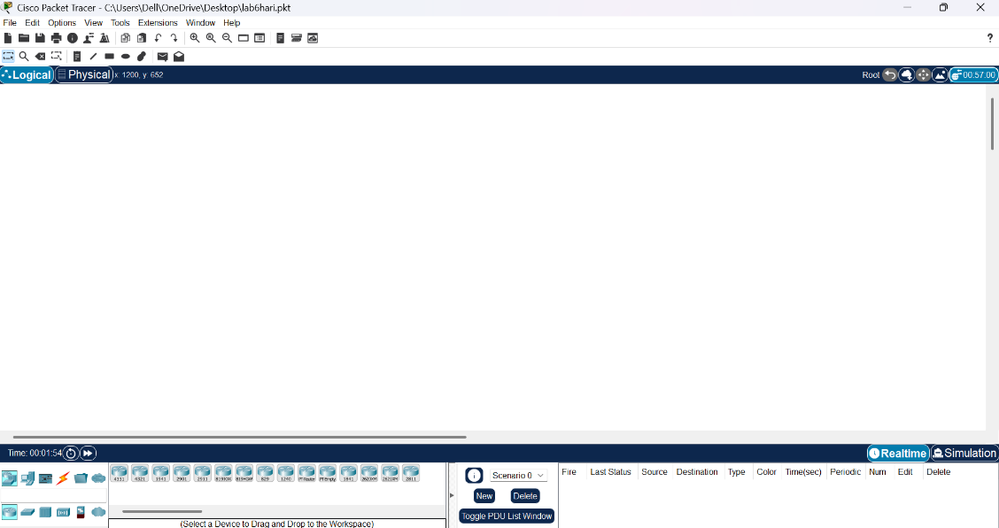 Cisco Packet Tracer - C:\Users\Dell\OneDrive\Desktop\lab6hari.pkt
File Edit Options View Tools Extensions Window Help
?
Logical Physical x: 1200, y: 652 Root 00:57:00
Time: 00:01:54 Realtime Simulation
4331 4321 1941 2901 2911 819IOX 819HGW 829 1240 PT-Router PT-Empty 1841 2620XM 2621XM 2811
(Select a Device to Drag and Drop to the Workspace)
Scenario 0
New Delete
Toggle PDU List Window
Fire Last Status Source Destination Type Color Time(sec) Periodic Num Edit Delete